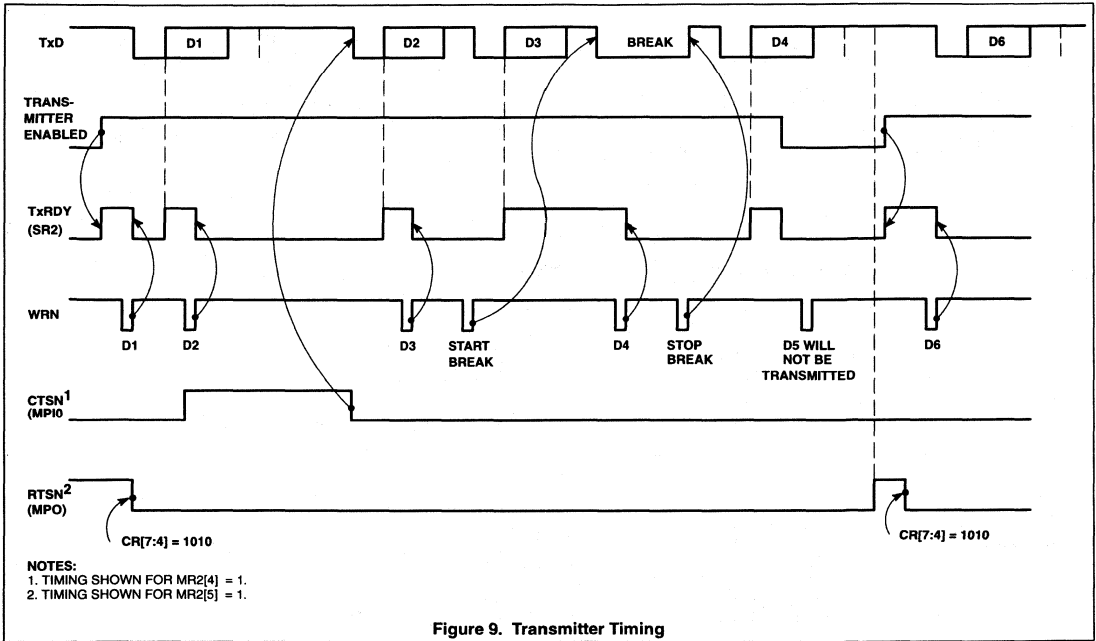 TxD
D1
D2
D3
BREAK
D4
D6
TRANS-
MITTER
ENABLED
TxRDY
(SR2)
WRN
D1
D2
D3
START
BREAK
D4
STOP
BREAK
D5 WILL
NOT BE
TRANSMITTED
D6
CTSN1
(MPI0
RTSN2
(MPO)
CR[7:4] = 1010
CR[7:4] = 1010
NOTES:
1. TIMING SHOWN FOR MR2[4] = 1.
2. TIMING SHOWN FOR MR2[5] = 1.
Figure 9. Transmitter Timing